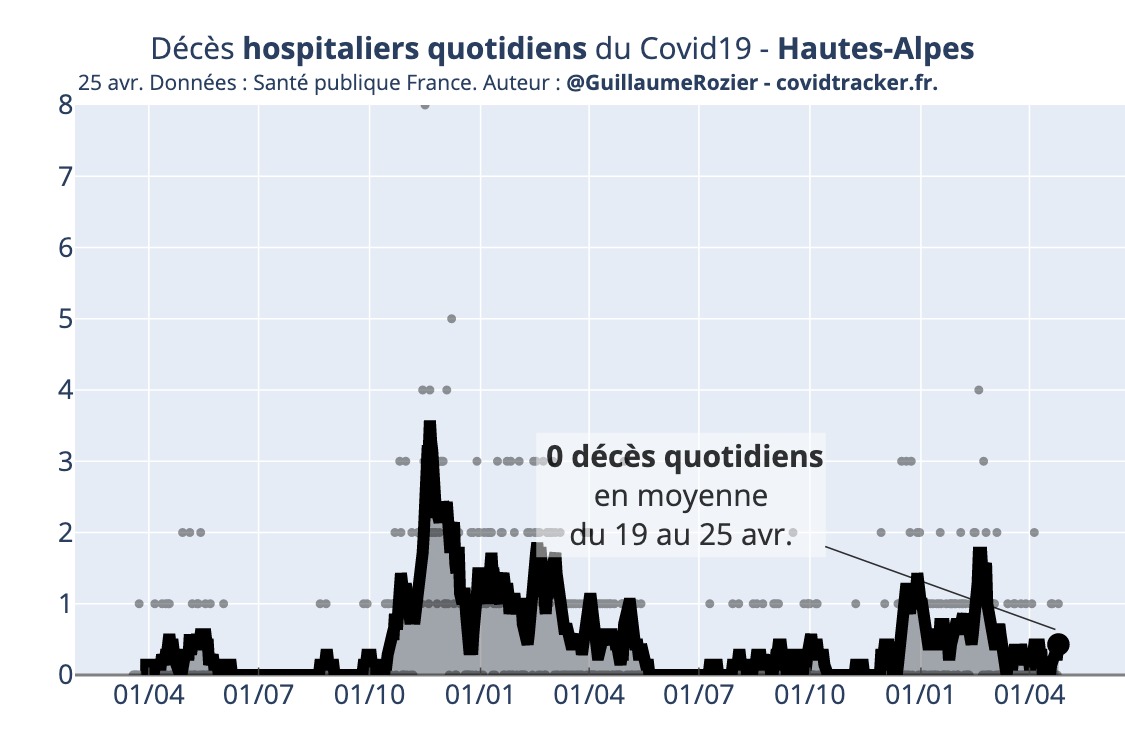 Décès hospitaliers quotidiens du Covid19 - Hautes-Alpes
25 avr. Données : Santé publique France. Auteur : @GuillaumeRozier - covidtracker.fr.
8
7
6
5
4
3
2
1
0
0 décès quotidiens
en moyenne
du 19 au 25 avr.
01/04 01/07 01/10 01/01 01/04 01/07 01/10 01/01 01/04